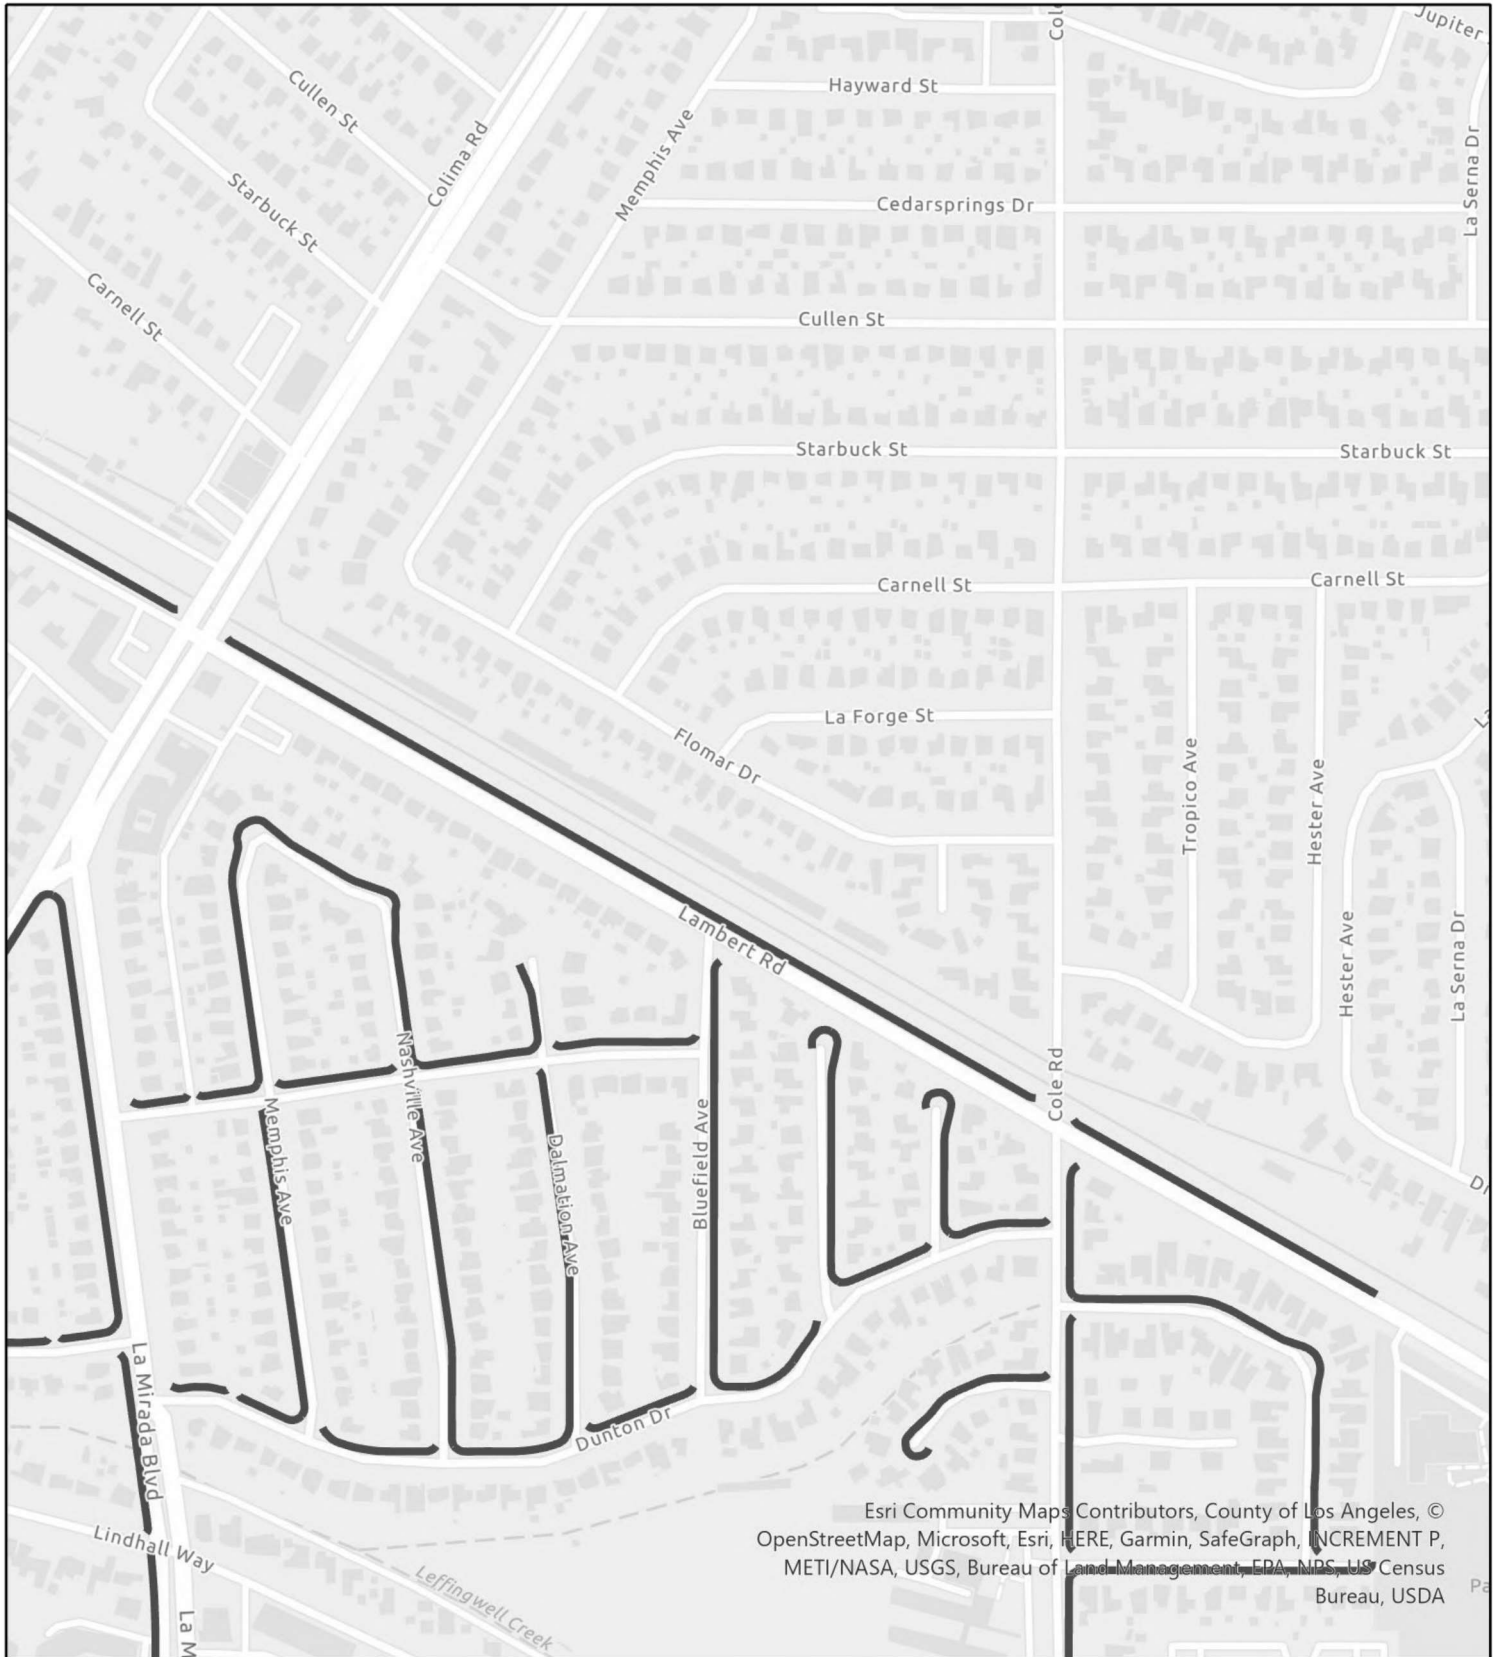 Jupiter
Col
Cullen St
Hayward St
Colima Rd
Memphis Ave
La Serna Dr
Starbuck St
Cedarsprings Dr
Carnell St
Cullen St
Starbuck St
Starbuck St
Carnell St
Carnell St
La Forge St
Flomar Dr
Tropico Ave
Hester Ave
Lambert Rd
Hester Ave
La Serna Dr
Nashville Ave
Cole Rd
Memphis Ave
Bluefield Ave
Dalmation Ave
Dr
La Mirada Blvd
Dunton Dr
Lindhall Way
Leffingwell Creek
La M
Esri Community Maps Contributors, County of Los Angeles, ©
OpenStreetMap, Microsoft, Esri, HERE, Garmin, SafeGraph, INCREMENT P,
METI/NASA, USGS, Bureau of Land Management, EPA, NPS, US Census
Bureau, USDA
Pa